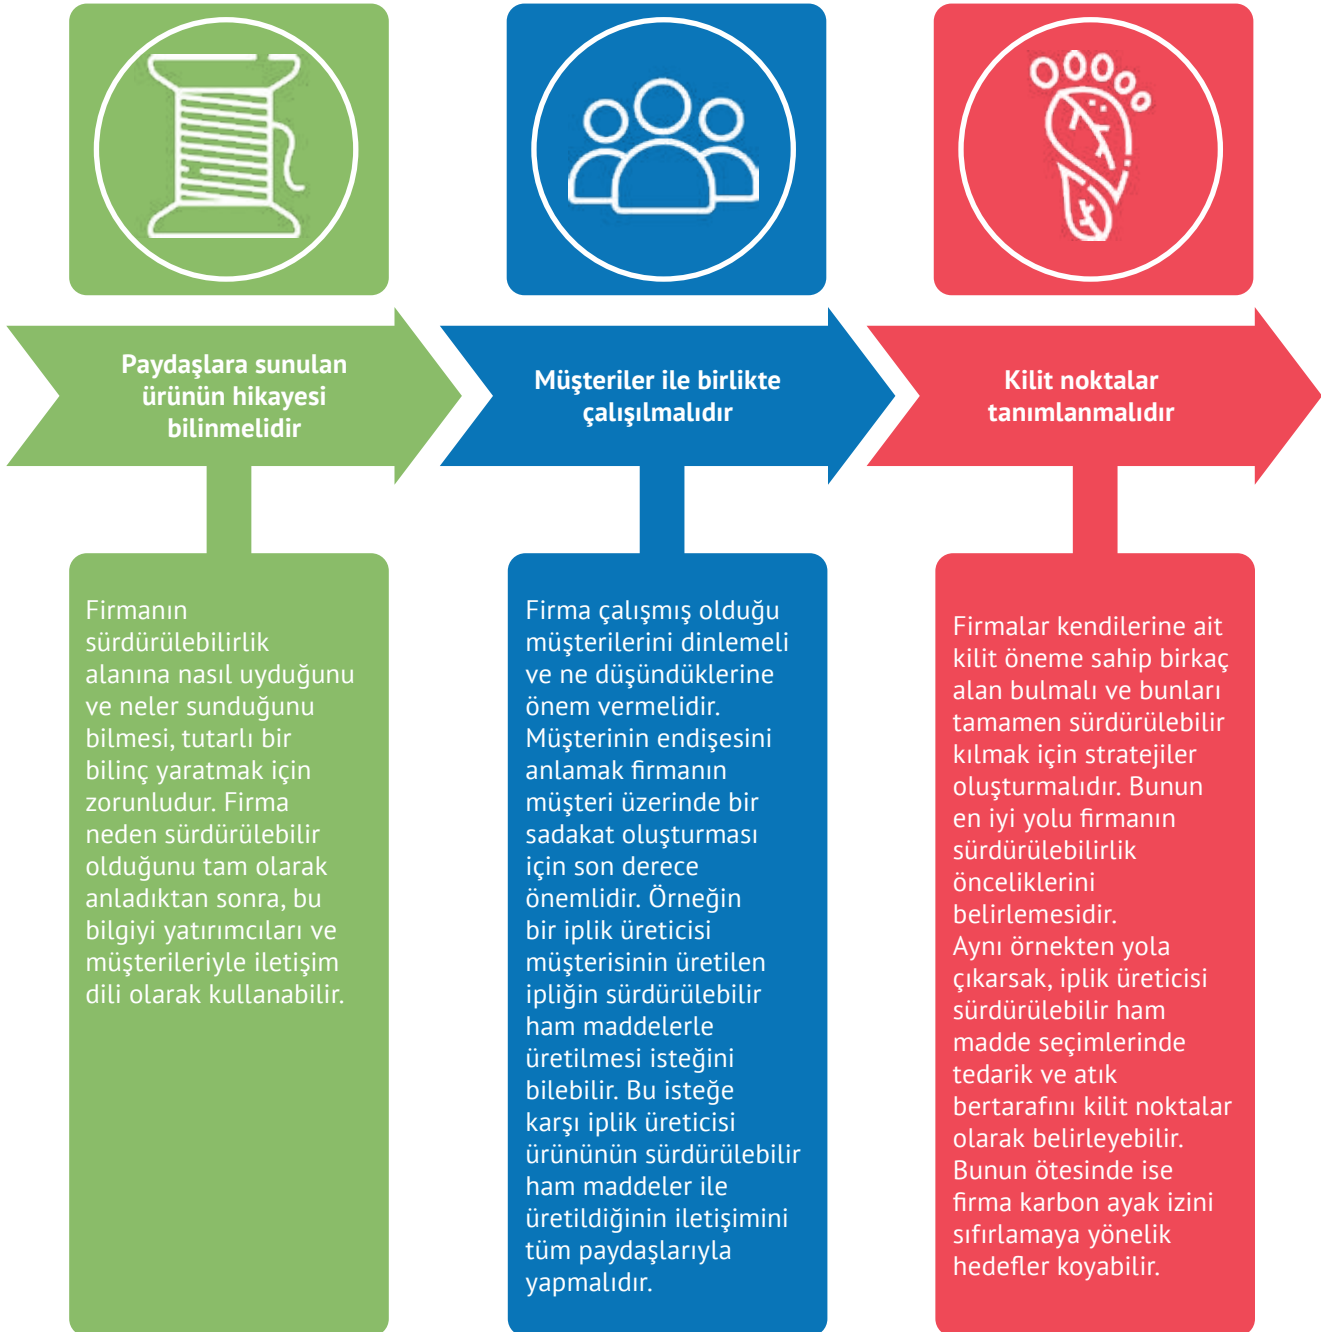 Paydaşlara sunulan
ürünün hikayesi
bilinmelidir
Müşteriler ile birlikte
çalışılmalıdır
Kilit noktalar
tanımlanmalıdır
Firmanın
sürdürülebilirlik
alanına nasıl uyduğunu
ve neler sunduğunu
bilmesi, tutarlı bir
bilinç yaratmak için
zorunludur. Firma
neden sürdürülebilir
olduğunu tam olarak
anladıktan sonra, bu
bilgiyi yatırımcıları ve
müşterileriyle iletişim
dili olarak kullanabilir.
Firma çalışmış olduğu
müşterilerini dinlemeli
ve ne düşündüklerine
önem vermelidir.
Müşterinin endişesini
anlamak firmanın
müşteri üzerinde bir
sadakat oluşturması
için son derece
önemlidir. Örneğin
bir iplik üreticisi
müşterisinin üretilen
ipliğin sürdürülebilir
ham maddelerle
üretilmesi isteğini
bilebilir. Bu isteğe
karşı iplik üreticisi
ürününün sürdürülebilir
ham maddeler ile
üretildiğinin iletişimini
tüm paydaşlarıyla
yapmalıdır.
Firmalar kendilerine ait
kilit öneme sahip birkaç
alan bulmalı ve bunları
tamamen sürdürülebilir
kılmak için stratejiler
oluşturmalıdır. Bunun
en iyi yolu firmanın
sürdürülebilirlik
önceliklerini
belirlemesidir.
Aynı örnekten yola
çıkarsak, iplik üreticisi
sürdürülebilir ham
madde seçimlerinde
tedarik ve atık
bertarafını kilit noktalar
olarak belirleyebilir.
Bunun ötesinde ise
firma karbon ayak izini
sıfırlamaya yönelik
hedefler koyabilir.